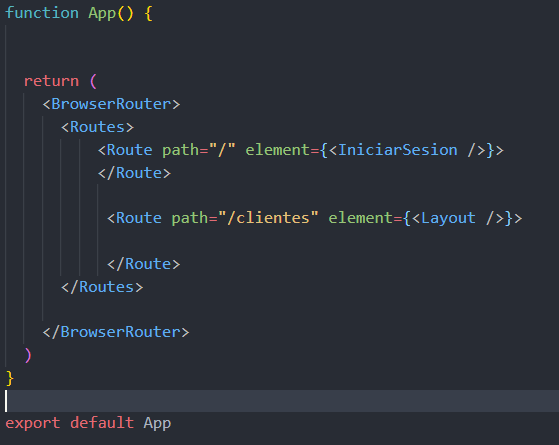 function App() {
return (
<BrowserRouter>
<Routes>
<Route path="/" element={<IniciarSesion />}>
</Route>
<Route path="/clientes" element={<Layout />}>
</Route>
</Routes>
</BrowserRouter>
)
}
export default App